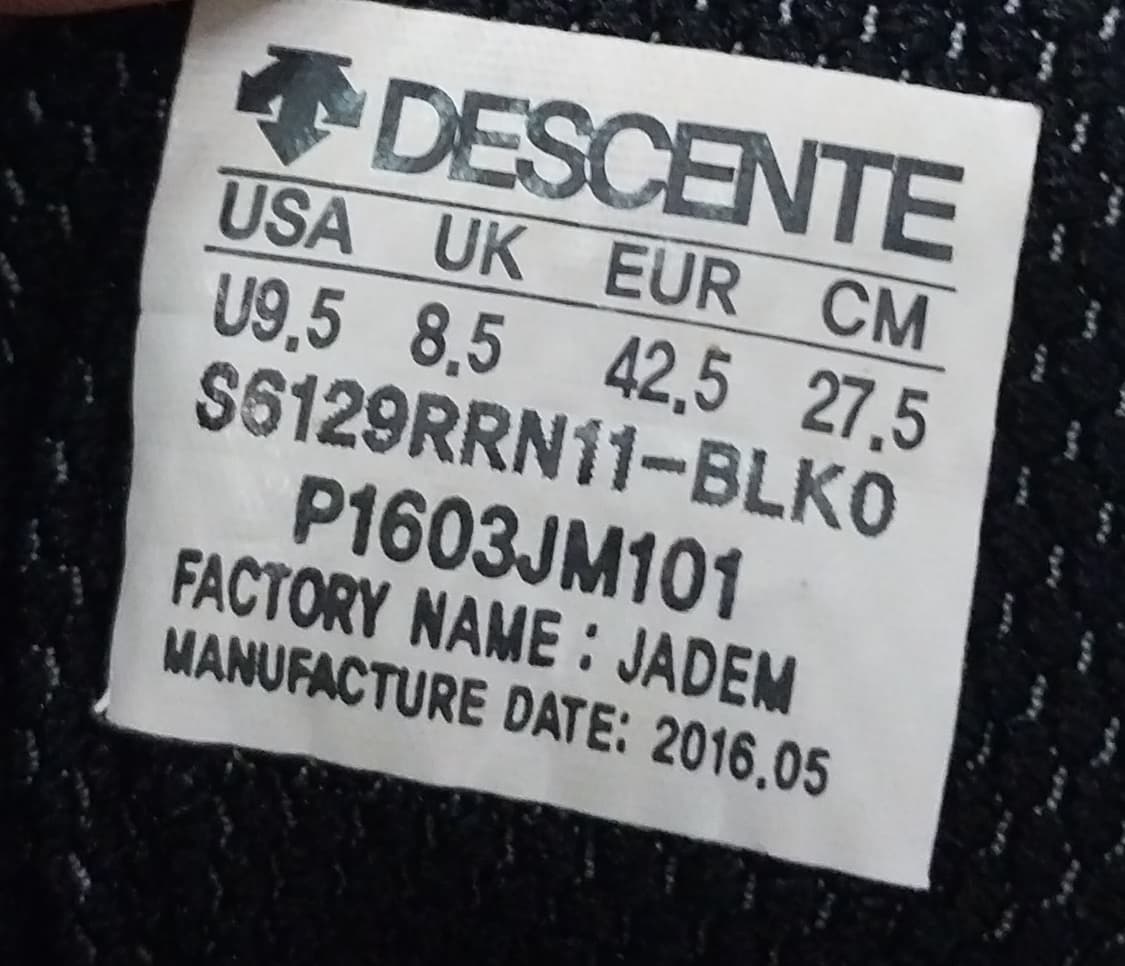 DESCENTE
USA UK EUR CM
U9.5 8.5 42.5 27.5
S6129RRN11-BLK0
P1603JM101
FACTORY NAME : JADEM
MANUFACTURE DATE: 2016.05